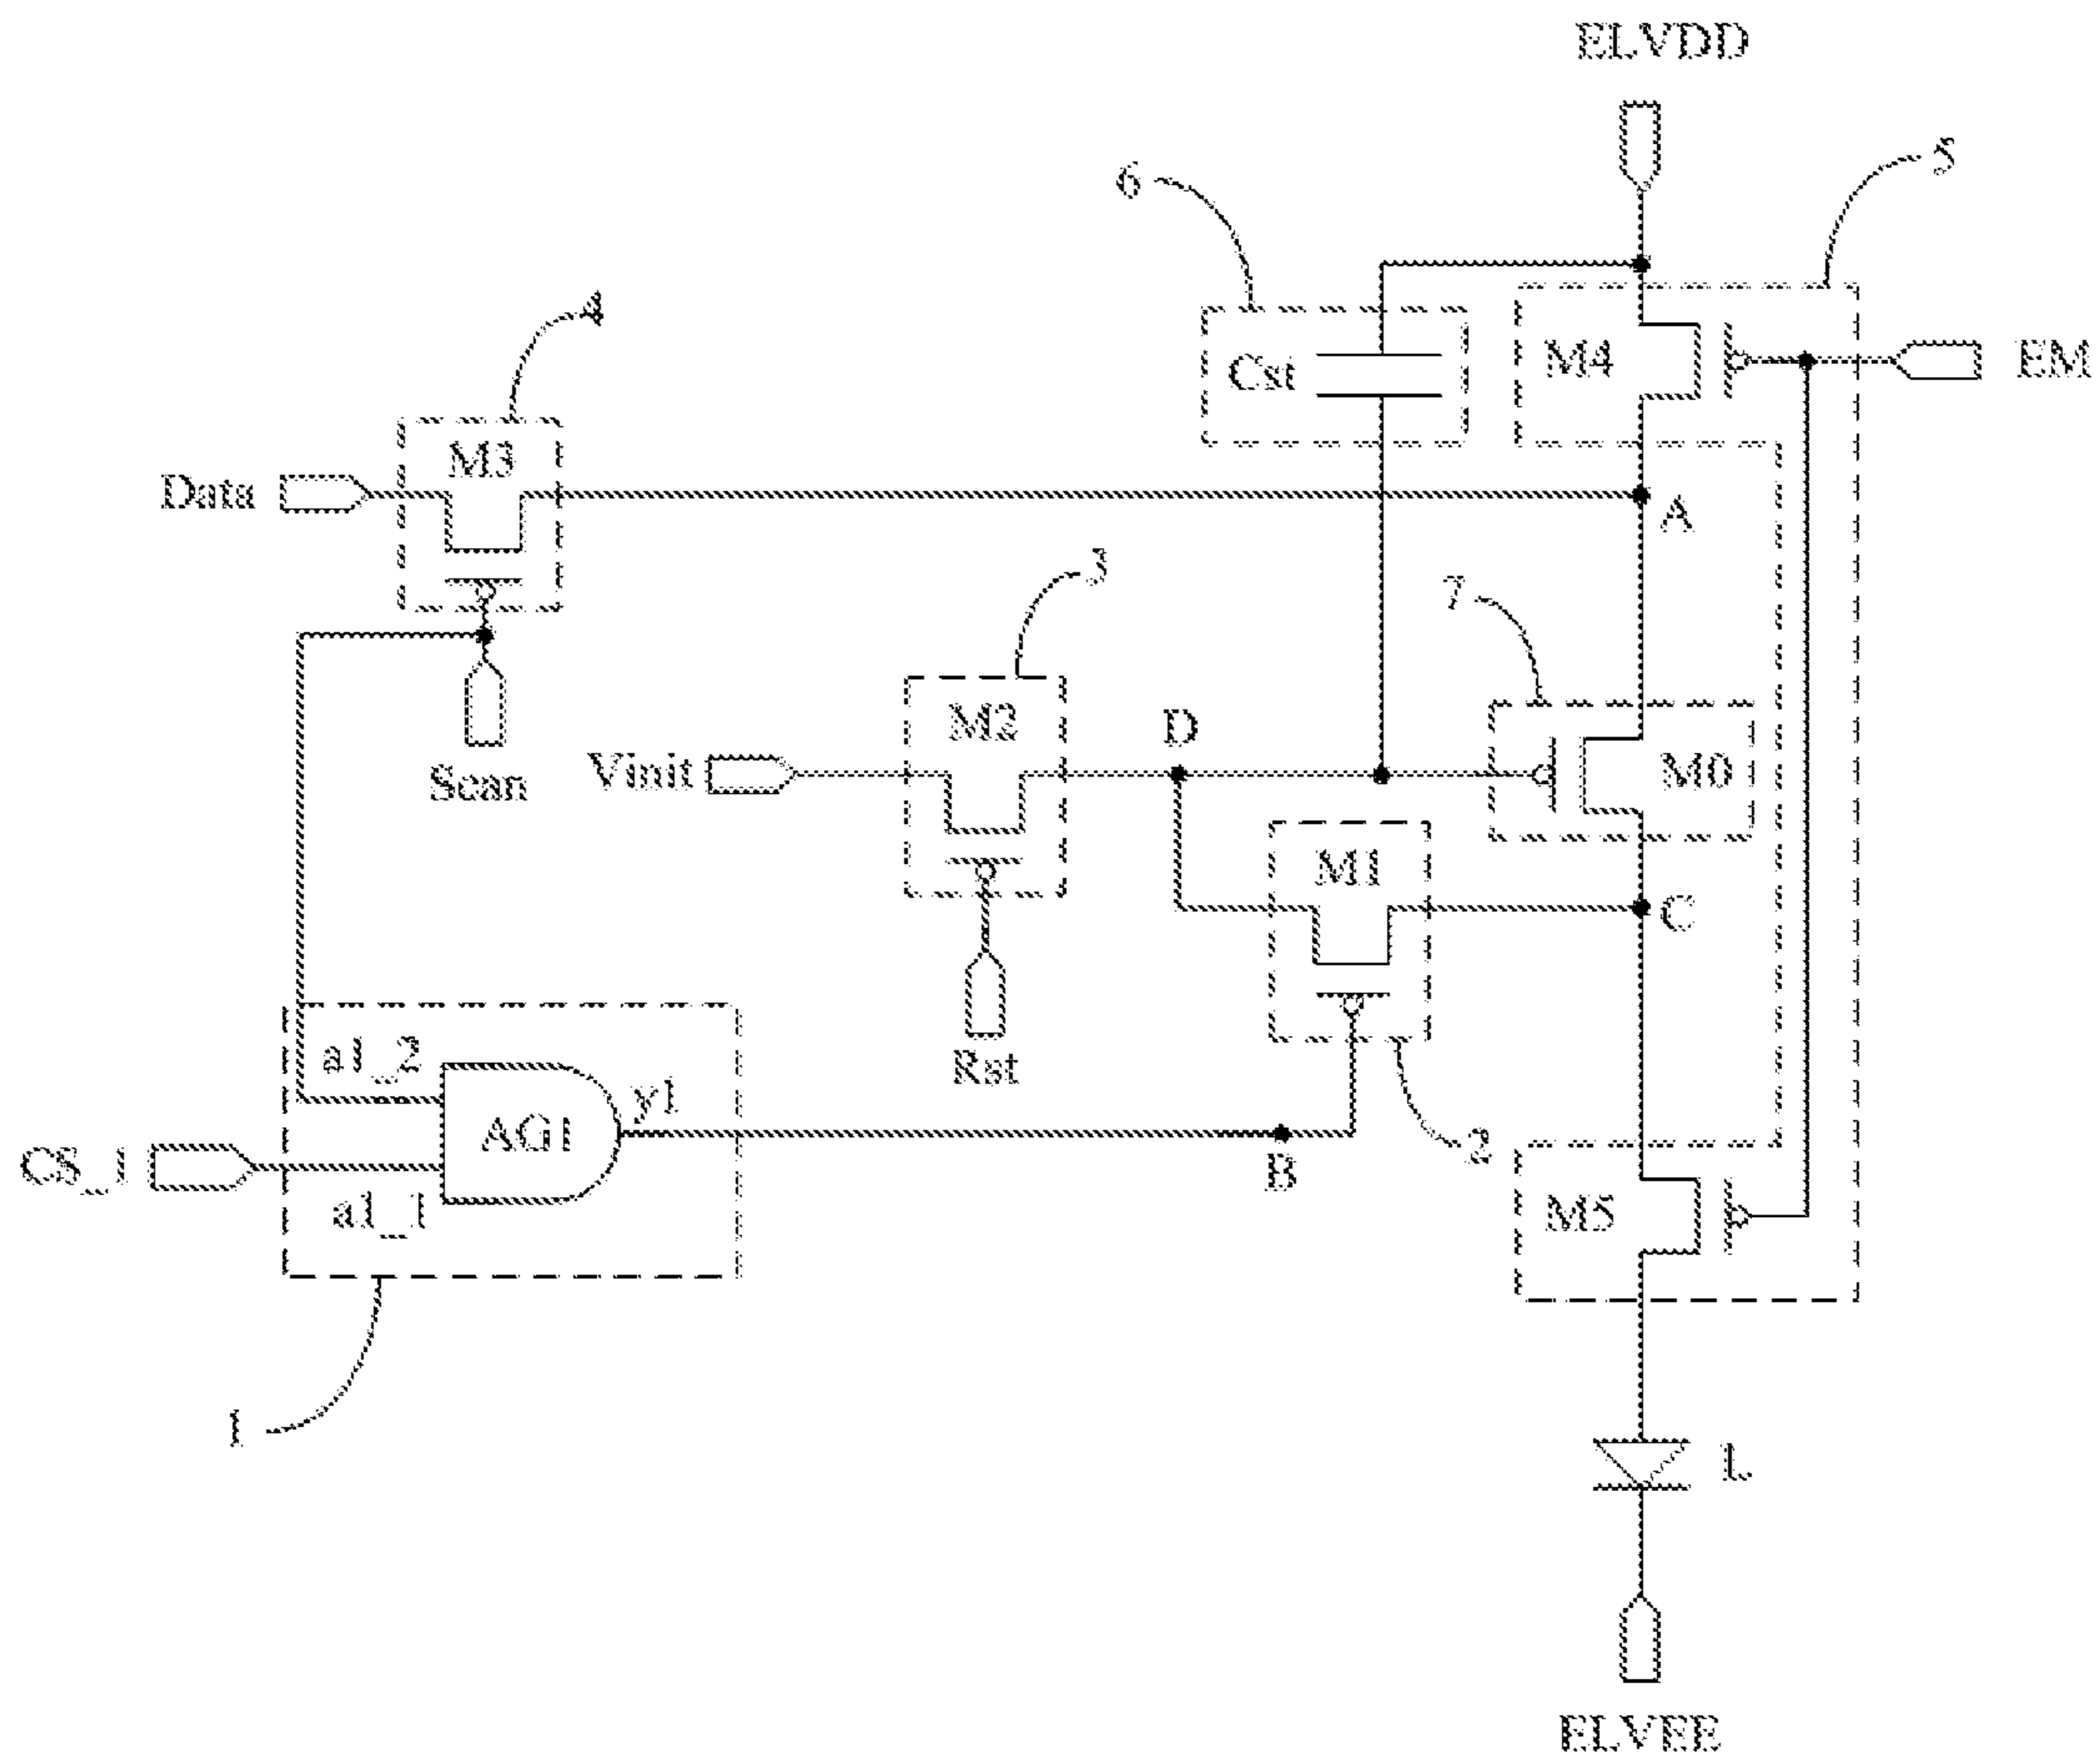 ELVDD
5
6
4
M4
EM
Cst
M3
Data
A
3
7
M2
D
Vinit
M0
Scan
M1
C
a1_2
Rst
y1
AG1
CS_1
2
B
a1_1
M5
1
L
ELVEE